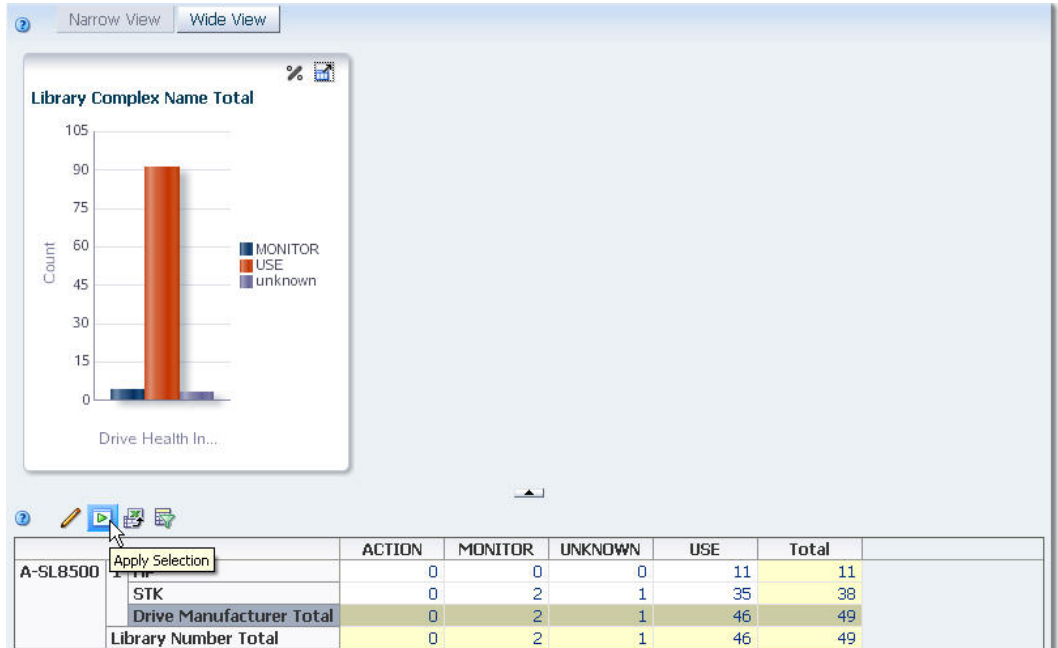 Narrow View Wide View
Library Complex Name Total
105
90
75
60
45
30
15
0
Count
MONITOR
USE
unknown
Drive Health In...
Apply Selection
ACTION MONITOR UNKNOWN USE Total
A-SL8500 1 0 0 0 11 11
STK 0 2 1 35 38
Drive Manufacturer Total 0 2 1 46 49
Library Number Total 0 2 1 46 49